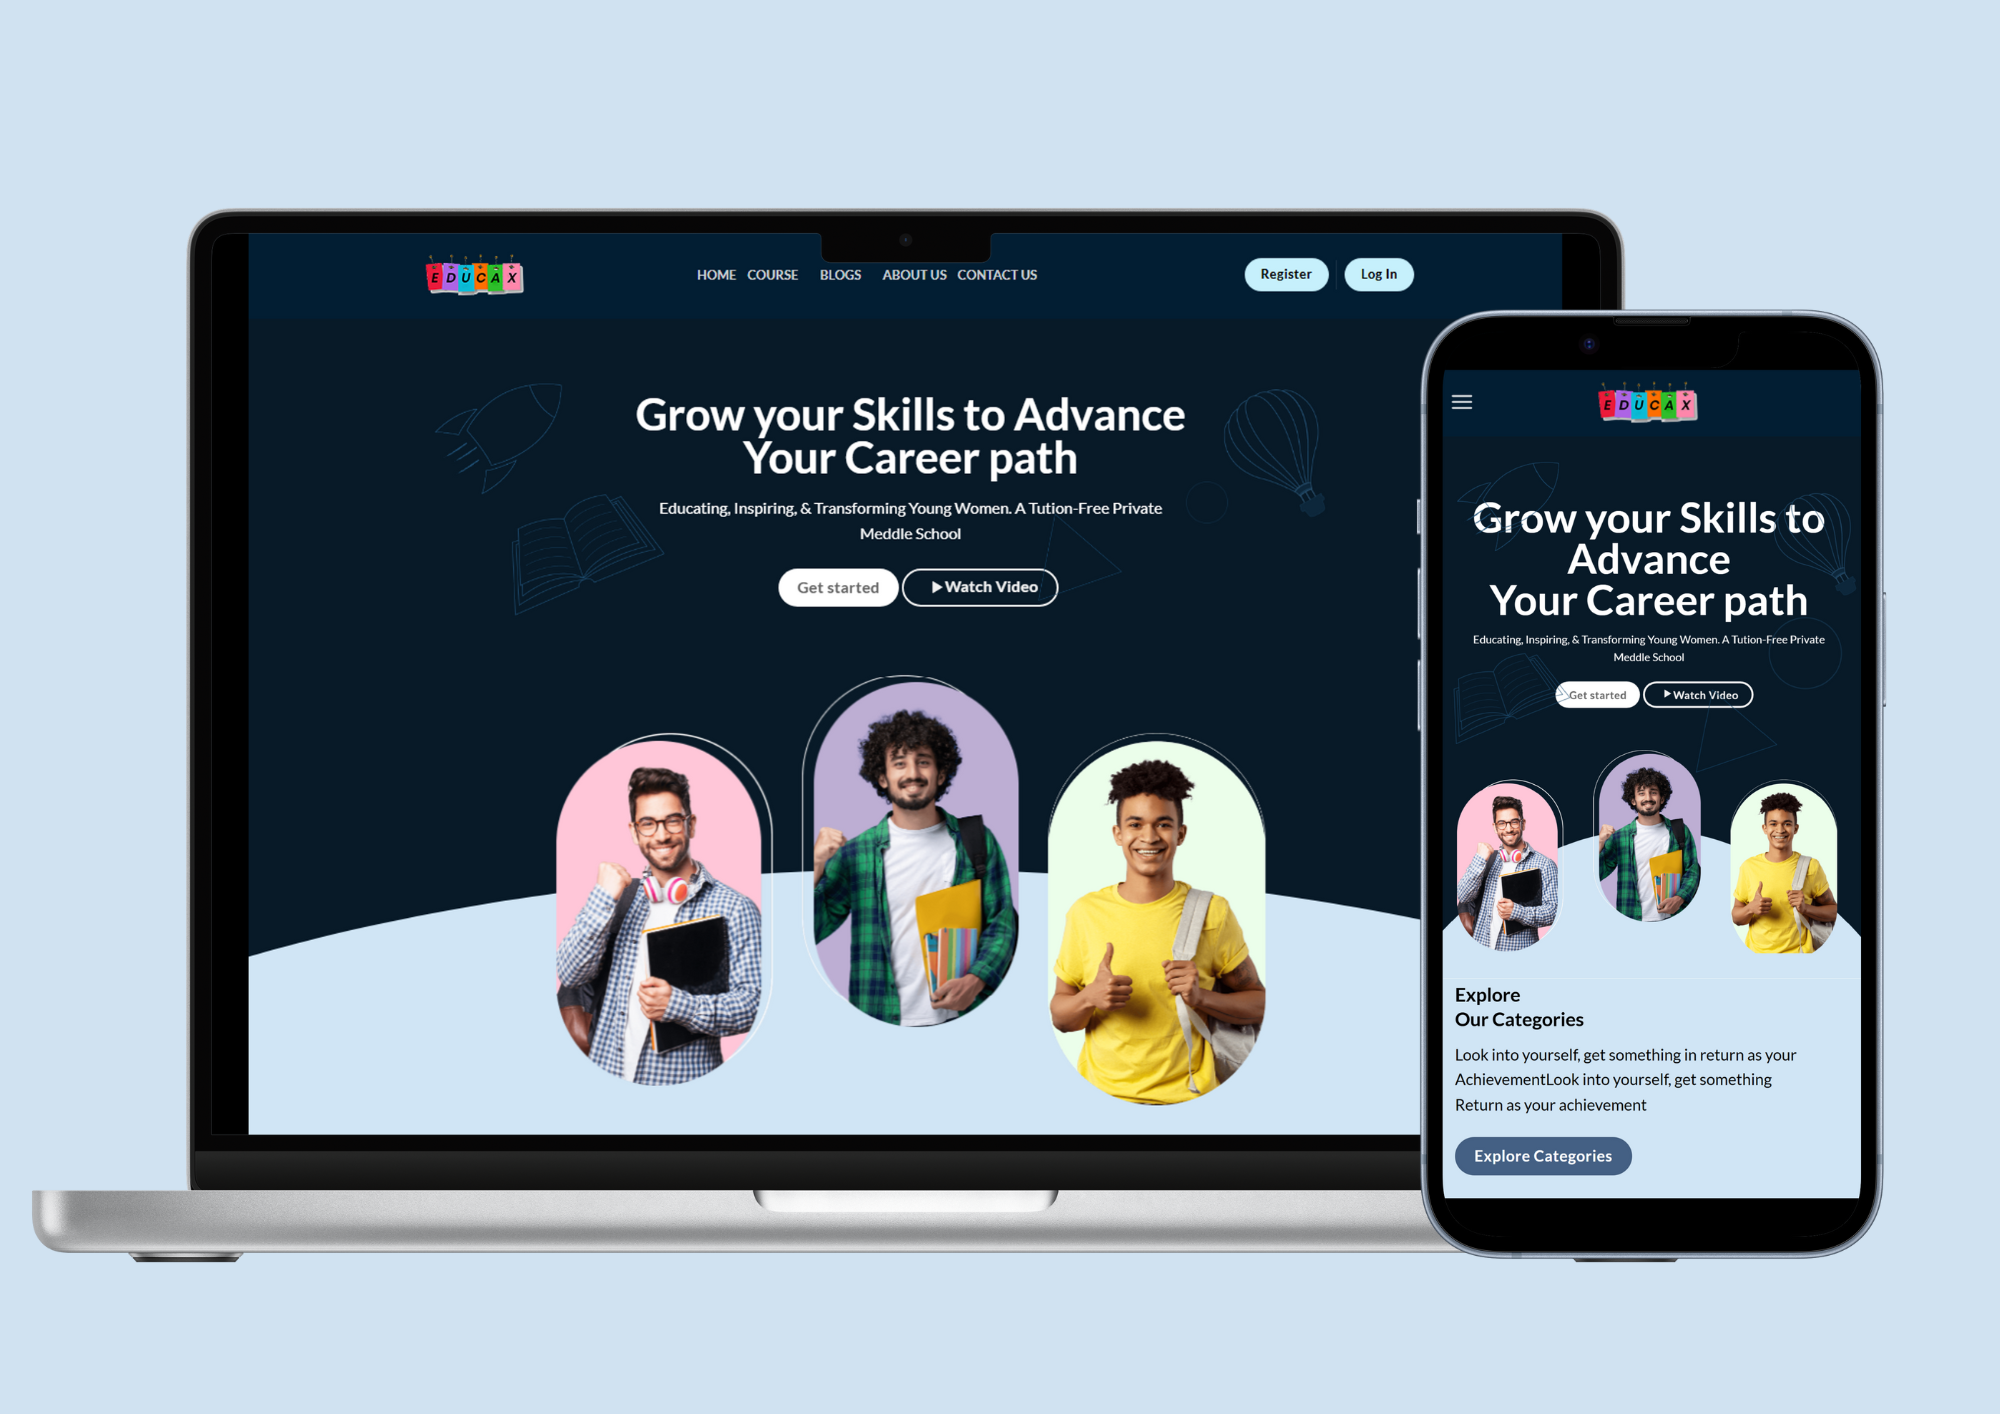 EDUCAX
HOME COURSE BLOGS ABOUT US CONTACT US
Register Log In
Grow your Skills to Advance
Your Career path
Educating, Inspiring, & Transforming Young Women. A Tution-Free Private
Meddle School
Get started Watch Video
EDUCAX
Grow your Skills to
Advance
Your Career path
Educating, Inspiring, & Transforming Young Women. A Tution-Free Private
Meddle School
Get started Watch Video
Explore
Our Categories
Look into yourself, get something in return as your
AchievementLook into yourself, get something
Return as your achievement
Explore Categories